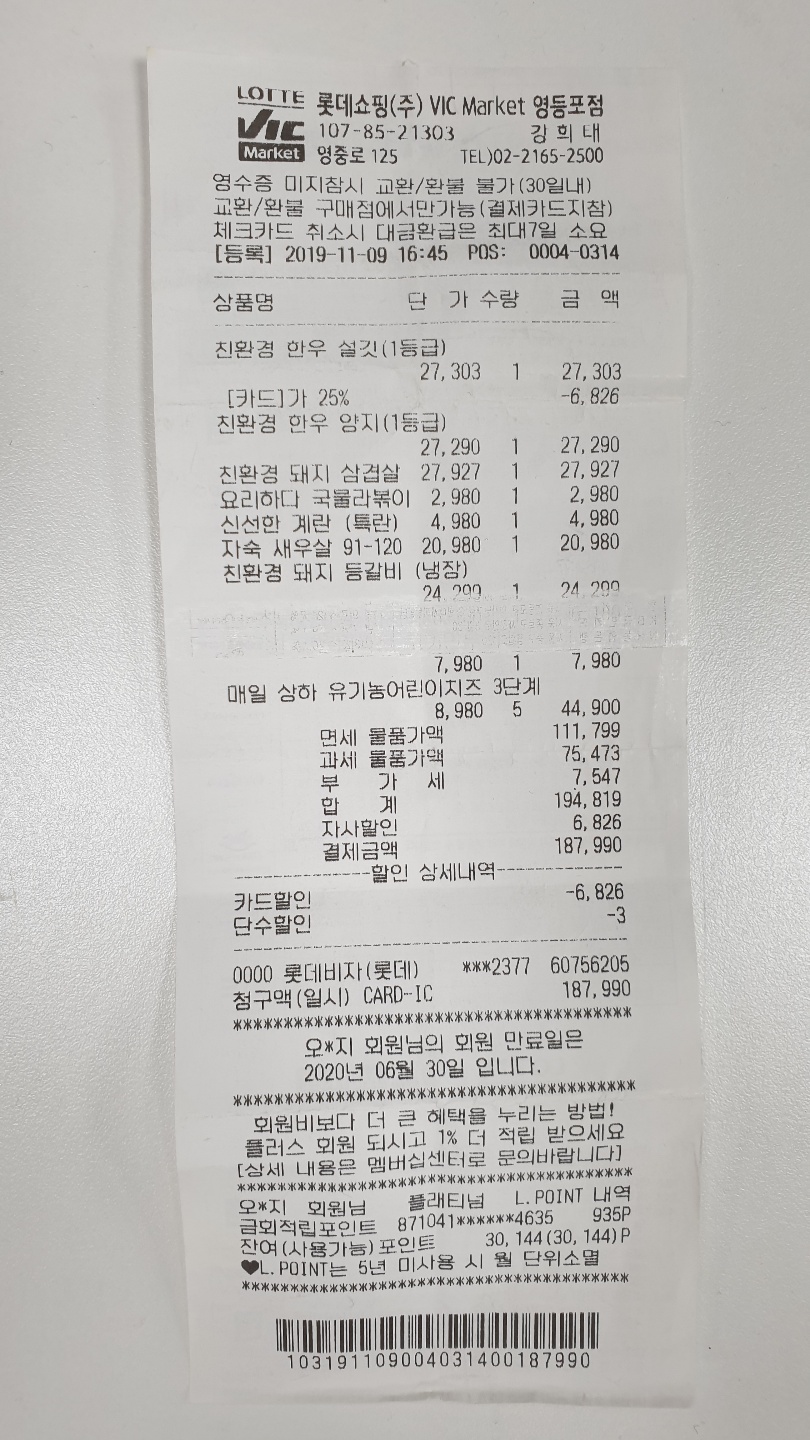 LOTTE
VIC
Market
롯데쇼핑(주) VIC Market 영등포점
107-85-21303 강 희 태
영중로 125 TEL)02-2165-2500
영수증 미지참시 교환/환불 불가(30일내)
교환/환불 구매점에서만가능(결제카드지참)
체크카드 취소시 대금환급은 최대7일 소요
[등록] 2019-11-09 16:45 POS: 0004-0314
상품명 단 가 수량 금 액
친환경 한우 설깃(1등급)
27,303 1 27,303
[카드]가 25% -6,826
친환경 한우 양지(1등급)
27,290 1 27,290
친환경 돼지 삼겹살 27,927 1 27,927
요리하다 국물라볶이 2,980 1 2,980
신선한 계란 (특란) 4,980 1 4,980
자숙 새우살 91-120 20,980 1 20,980
친환경 돼지 등갈비 (냉장)
24,299 1 24,299
7,980 1 7,980
매일 상하 유기농어린이치즈 3단계
8,980 5 44,900
면세 물품가액 111,799
과세 물품가액 75,473
부 가 세 7,547
합 계 194,819
자사할인 6,826
결제금액 187,990
---------------할인 상세내역---------------
카드할인 -6,826
단수할인 -3
0000 롯데비자(롯데) ***2377 60756205
청구액(일시) CARD-IC 187,990
****************************************
오*지 회원님의 회원 만료일은
2020년 06월 30일 입니다.
****************************************
회원비보다 더 큰 혜택을 누리는 방법!
플러스 회원 되시고 1% 더 적립 받으세요
[상세 내용은 멤버십센터로 문의바랍니다]
****************************************
오*지 회원님 플래티넘 L.POINT 내역
금회적립포인트 871041******4635 935P
잔여(사용가능)포인트 30,144(30,144)P
♥L.POINT는 5년 미사용 시 월 단위소멸
****************************************
103191109004031400187990